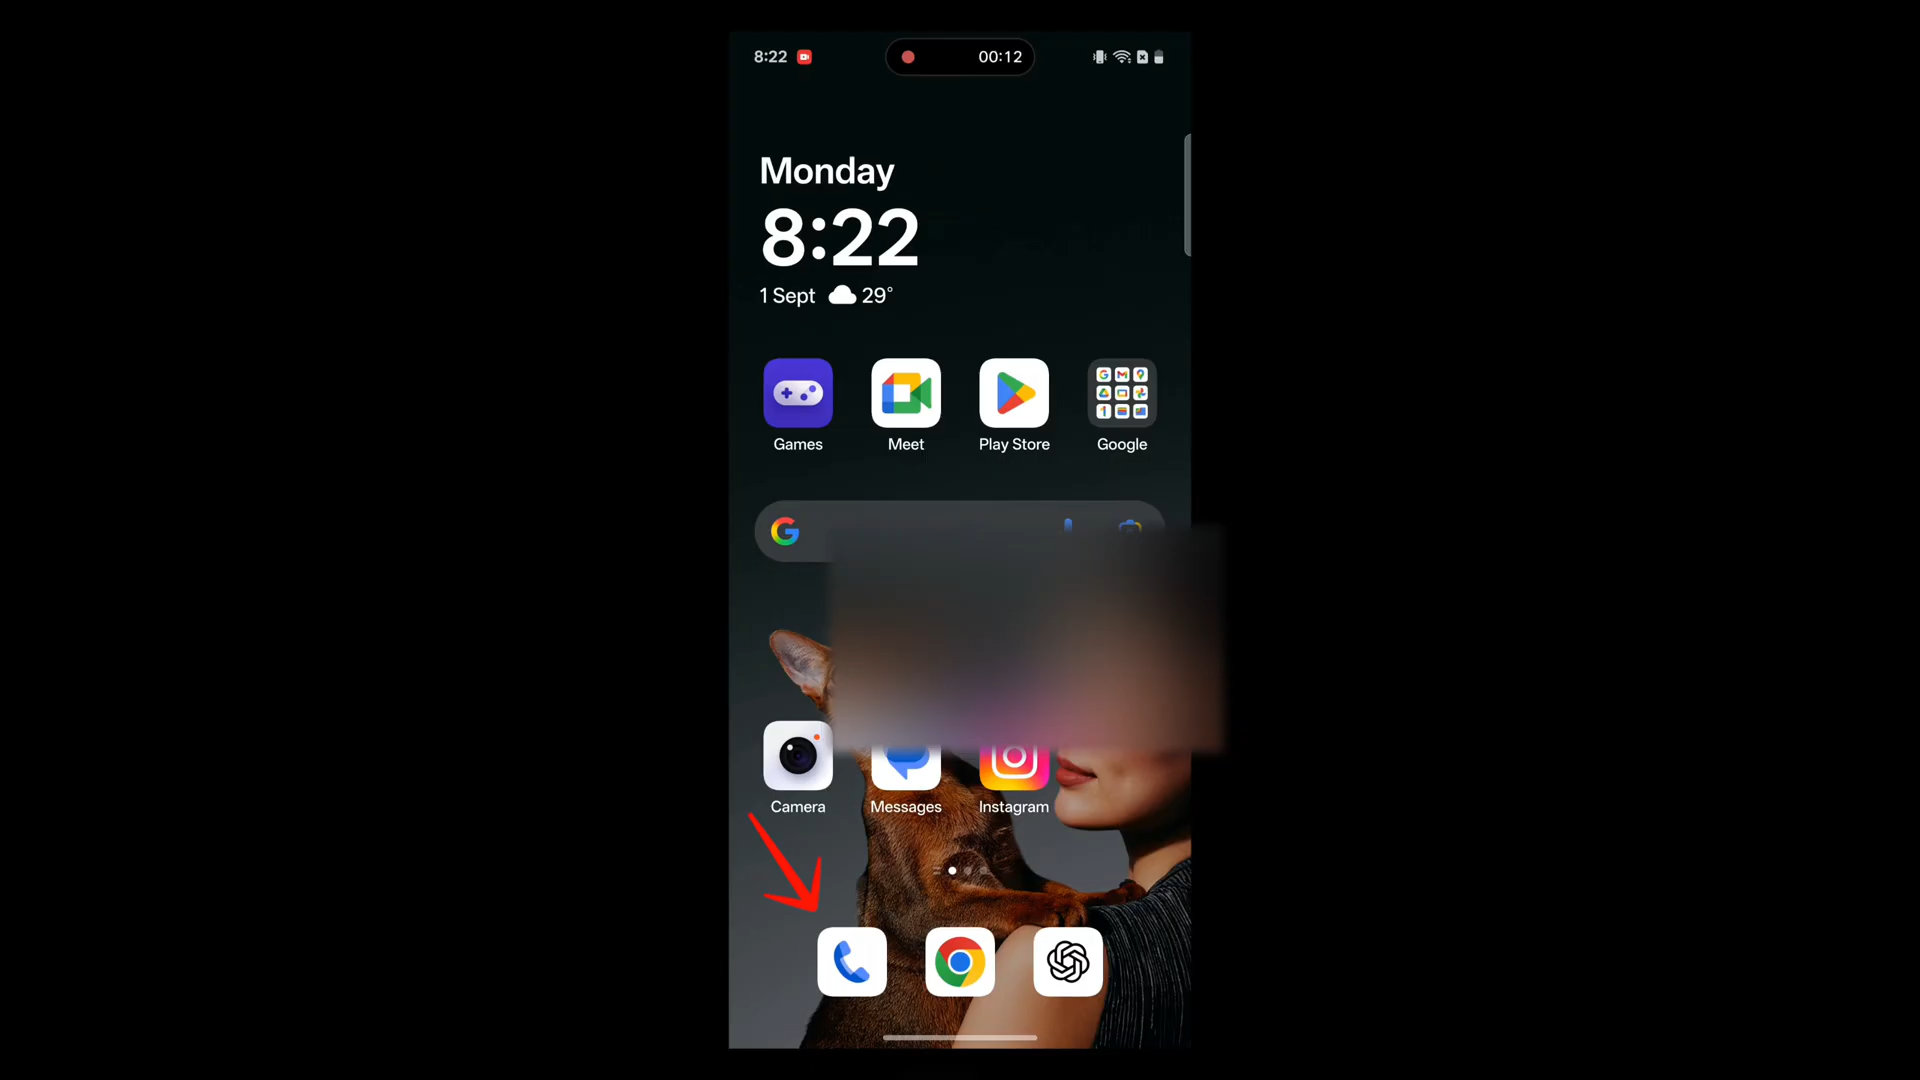 8:22
00:12
Monday
8:22
1 Sept 29°
Games Meet Play Store Google
Camera Messages Instagram